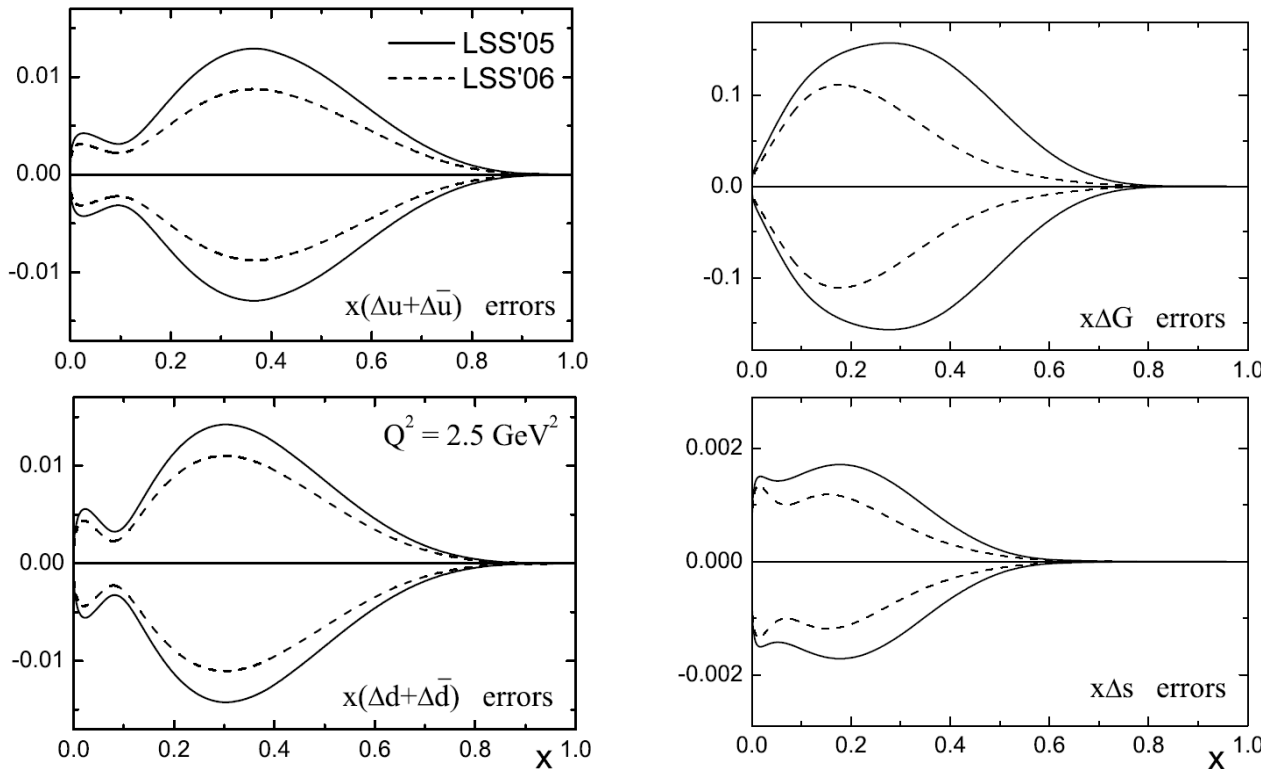 LSS'05
LSS'06
0.01
0.00
-0.01
x(Δu+Δū) errors
0.0 0.2 0.4 0.6 0.8 1.0
0.1
0.0
-0.1
xΔG errors
0.0 0.2 0.4 0.6 0.8 1.0
Q² = 2.5 GeV²
0.01
0.00
-0.01
x(Δd+Δd̄) errors
0.0 0.2 0.4 0.6 0.8 1.0
X
0.002
0.000
-0.002
xΔs errors
0.0 0.2 0.4 0.6 0.8 1.0
X